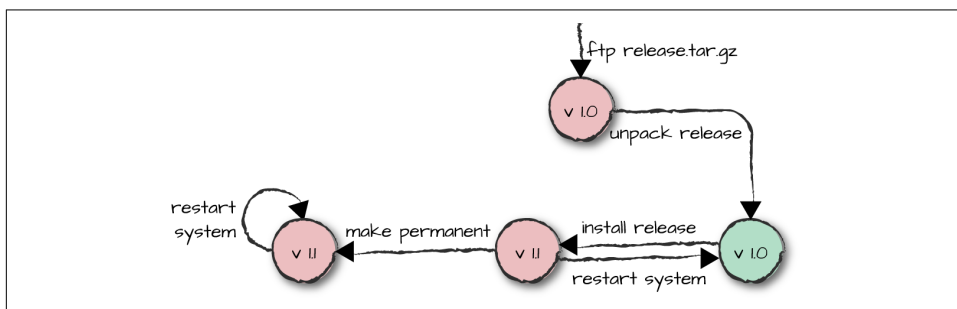 ftp release.tar.gz
v 1.0
unpack release
restart
system
v 1.1
make permanent
v 1.1
install release
restart system
v 1.0